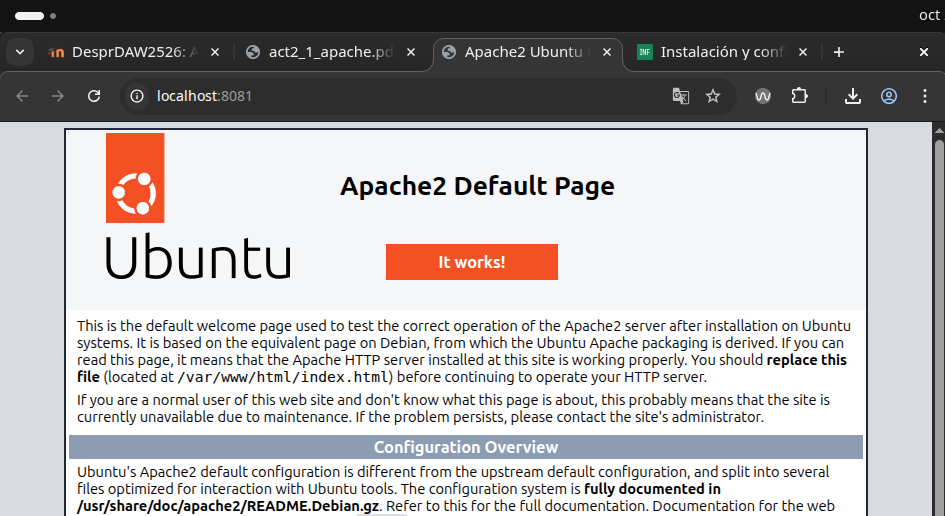 oct
DesprDAW2526: A
act2_1_apache.pd
Apache2 Ubuntu
INF
Instalación y conf
localhost:8081
Apache2 Default Page
Ubuntu
It works!
This is the default welcome page used to test the correct operation of the Apache2 server after installation on Ubuntu
systems. It is based on the equivalent page on Debian, from which the Ubuntu Apache packaging is derived. If you can
read this page, it means that the Apache HTTP server installed at this site is working properly. You should replace this
file (located at /var/www/html/index.html) before continuing to operate your HTTP server.
If you are a normal user of this web site and don't know what this page is about, this probably means that the site is
currently unavailable due to maintenance. If the problem persists, please contact the site's administrator.
Configuration Overview
Ubuntu's Apache2 default configuration is different from the upstream default configuration, and split into several
files optimized for interaction with Ubuntu tools. The configuration system is fully documented in
/usr/share/doc/apache2/README.Debian.gz. Refer to this for the full documentation. Documentation for the web